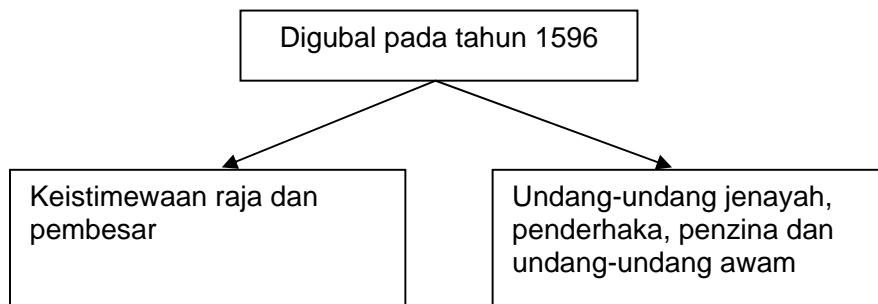 Digubal pada tahun 1596
Keistimewaan raja dan
pembesar
Undang-undang jenayah,
penderhaka, penzina dan
undang-undang awam